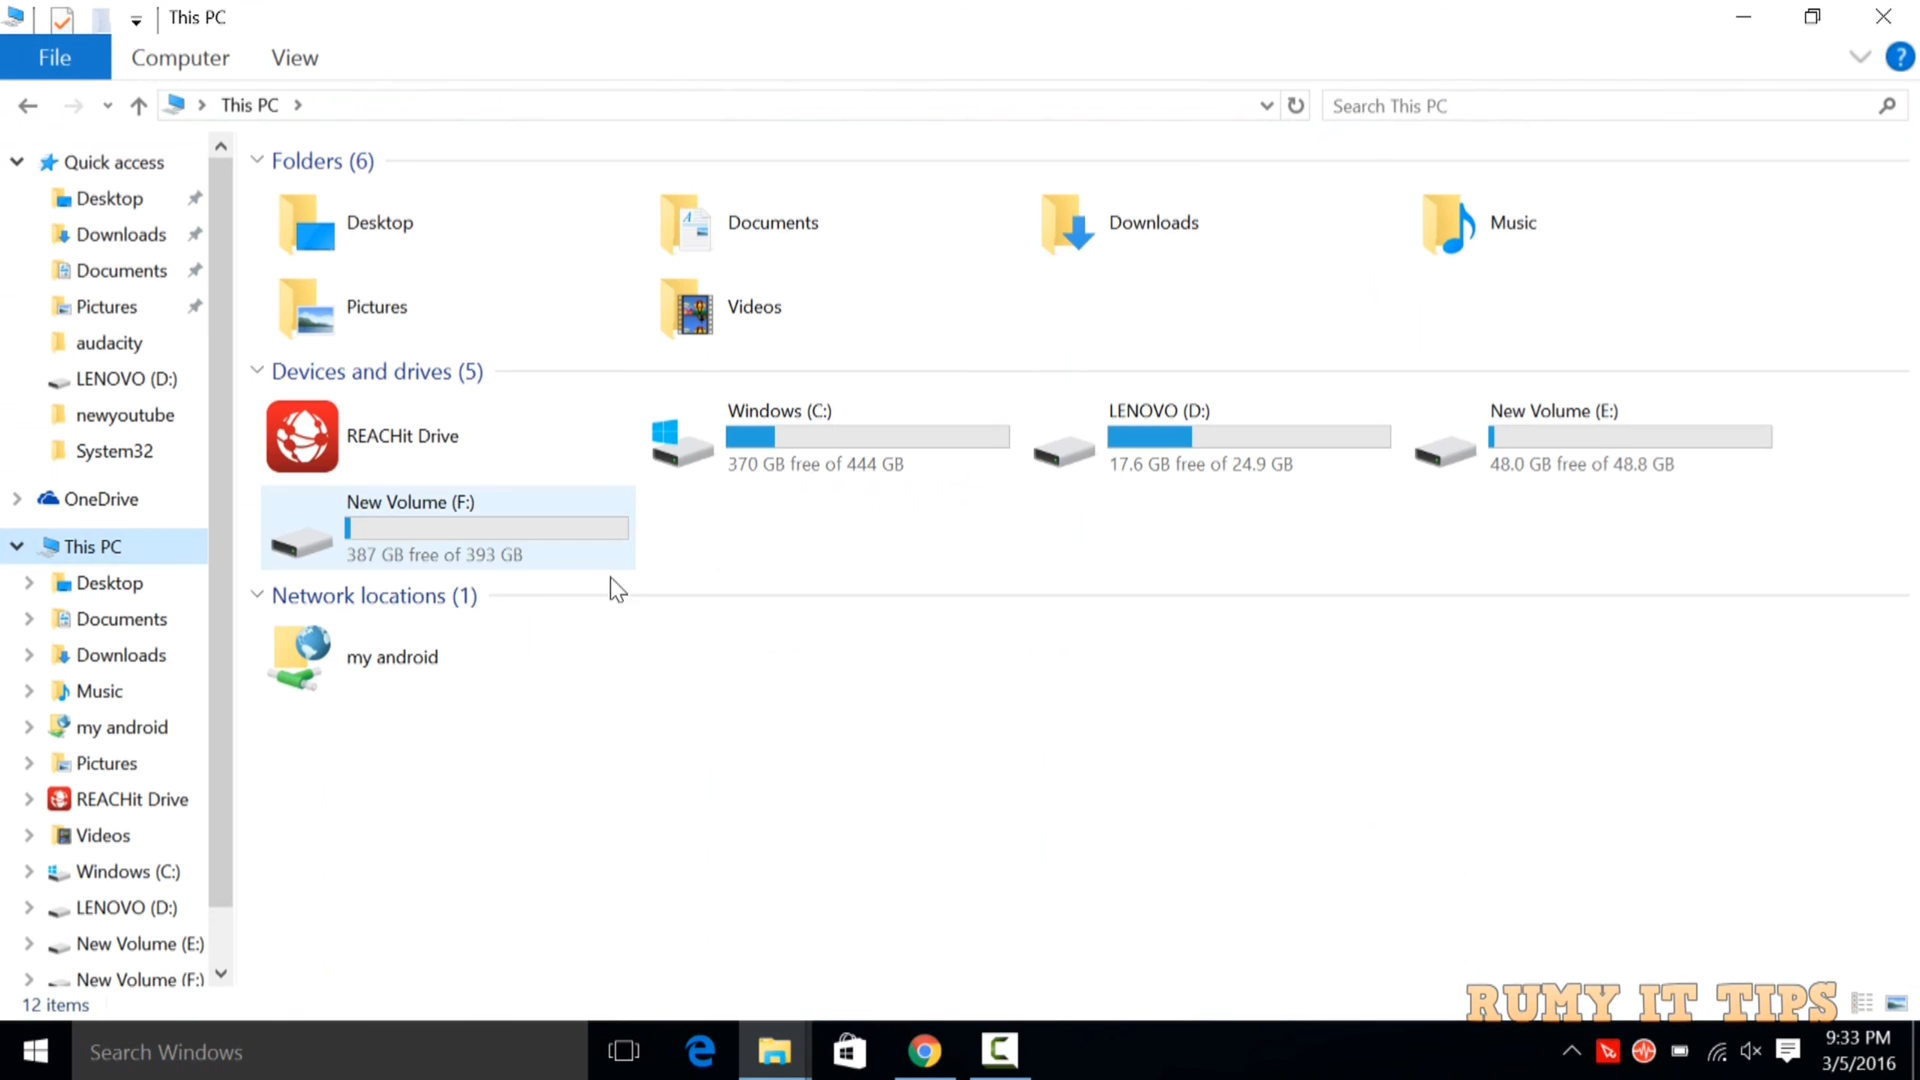 This PC
File
Computer
View
This PC
Search This PC
?
Quick access
Desktop
Downloads
Documents
Pictures
audacity
LENOVO (D:)
newyoutube
System32
OneDrive
This PC
Desktop
Documents
Downloads
Music
my android
Pictures
REACHit Drive
Videos
Windows (C:)
LENOVO (D:)
New Volume (E:)
New Volume (F:)
12 items
Folders (6)
Desktop
Documents
Downloads
Music
Pictures
Videos
Devices and drives (5)
REACHit Drive
Windows (C:)
370 GB free of 444 GB
LENOVO (D:)
17.6 GB free of 24.9 GB
New Volume (E:)
48.0 GB free of 48.8 GB
New Volume (F:)
387 GB free of 393 GB
Network locations (1)
my android
RUMY IT TIPS
Search Windows
9:33 PM
3/5/2016